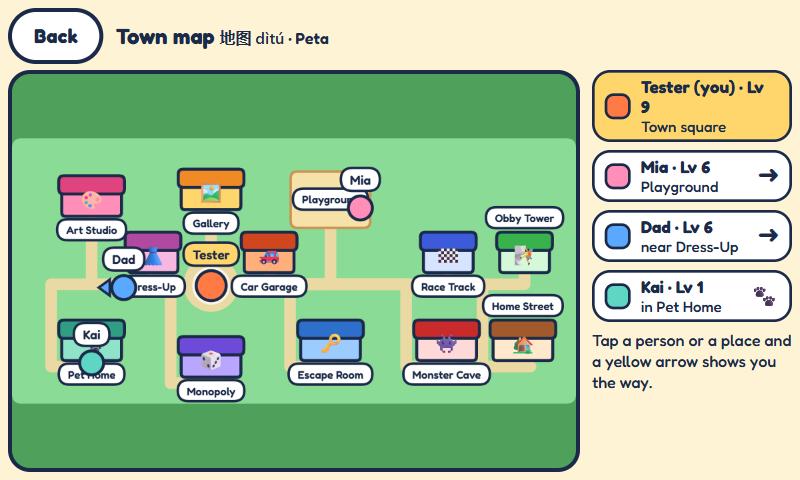 Back
Town map 地图 dìtú · Peta
Tester (you) · Lv
9
Town square
Mia · Lv 6
Playground
Dad · Lv 6
near Dress-Up
Kai · Lv 1
in Pet Home
Tap a person or a place and
a yellow arrow shows you
the way.
Mia
Playgroun
Art Studio
Gallery
Obby Tower
Dad
Tester
ress-Up
Car Garage
Race Track
Home Street
Kai
Pet Home
Monopoly
Escape Room
Monster Cave